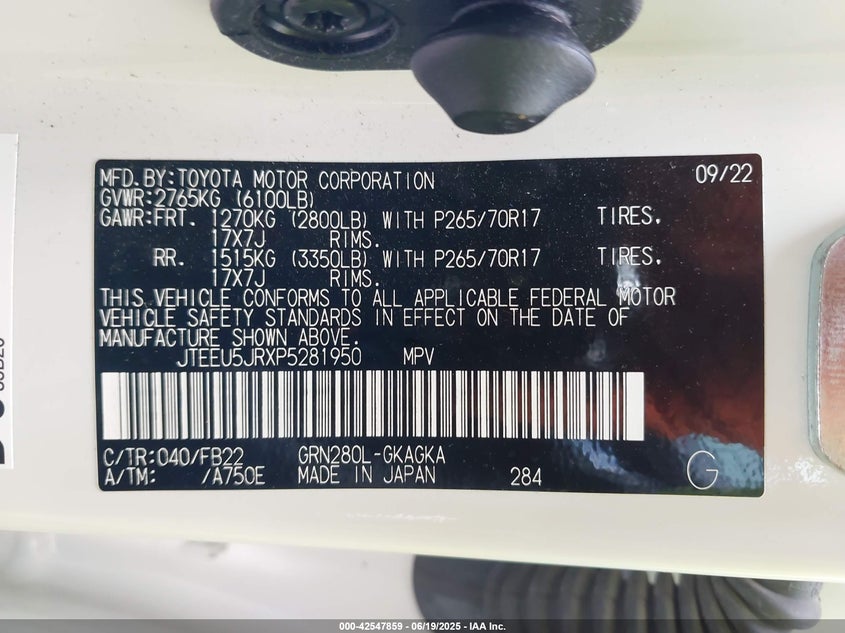 MFD.BY:TOYOTA MOTOR CORPORATION 09/22
GVWR:2765KG (6100LB)
GAWR:FRT. 1270KG (2800LB) WITH P265/70R17 TIRES,
17X7J RIMS.
RR. 1515KG (3350LB) WITH P265/70R17 TIRES,
17X7J RIMS.
THIS VEHICLE CONFORMS TO ALL APPLICABLE FEDERAL MOTOR
VEHICLE SAFETY STANDARDS IN EFFECT ON THE DATE OF
MANUFACTURE SHOWN ABOVE.
JTEEU5JRXP5281950 MPV
C/TR:040/FB22 GRN280L-GKAGKA
A/TM: /A750E MADE IN JAPAN 284 G
000-42547859 - 06/19/2025 - IAA Inc.